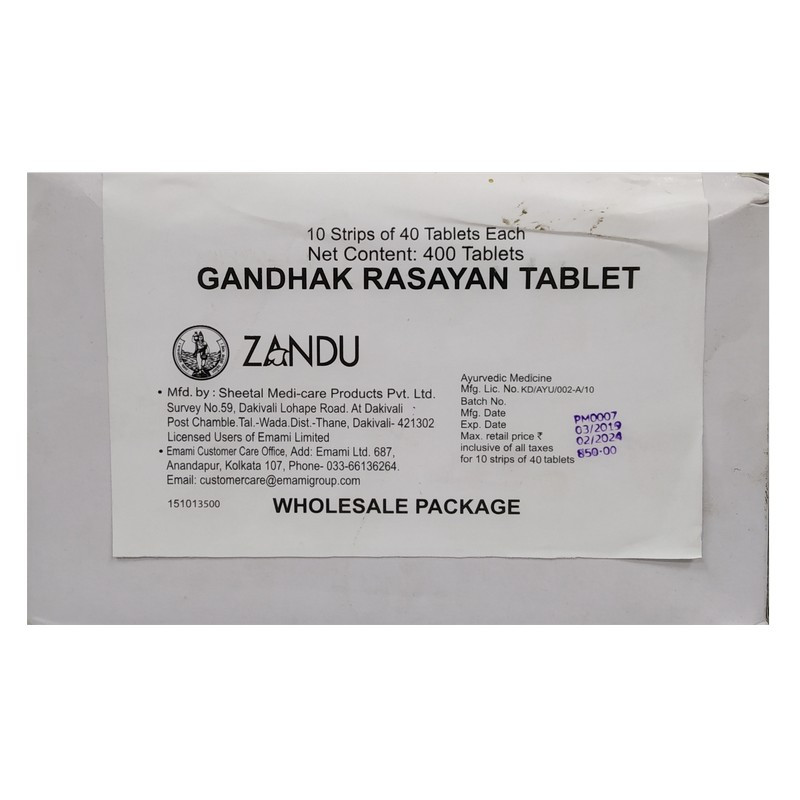 10 Strips of 40 Tablets Each
Net Content: 400 Tablets
GANDHAK RASAYAN TABLET
ZANDU
• Mfd. by : Sheetal Medi-care Products Pvt. Ltd.
Survey No.59, Dakivali Lohape Road. At Dakivali
Post Chamble.Tal.-Wada.Dist.-Thane, Dakivali- 421302
Licensed Users of Emami Limited
• Emami Customer Care Office, Add: Emami Ltd. 687,
Anandapur, Kolkata 107, Phone- 033-66136264.
Email: customercare@emamigroup.com
151013500
Ayurvedic Medicine
Mfg. Lic. No. KD/AYU/002-A/10
Batch No. PM0007
Mfg. Date 03/2019
Exp. Date 02/2024
Max. retail price ₹ 850.00
inclusive of all taxes
for 10 strips of 40 tablets
WHOLESALE PACKAGE